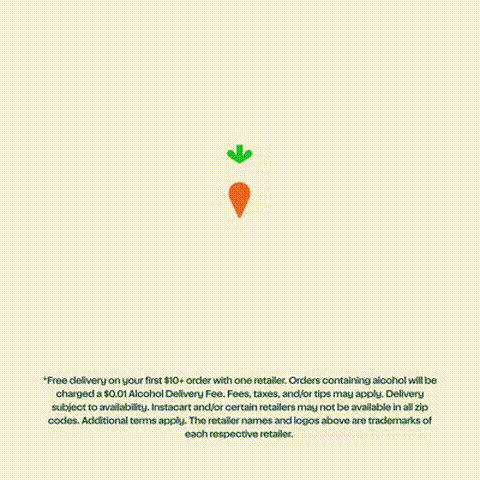 *Free delivery on your first $10+ order with one retailer. Orders containing alcohol will be
charged a $0.01 Alcohol Delivery Fee. Fees, taxes, and/or tips may apply. Delivery
subject to availability. Instacart and/or certain retailers may not be available in all zip
codes. Additional terms apply. The retailer names and logos above are trademarks of
each respective retailer.